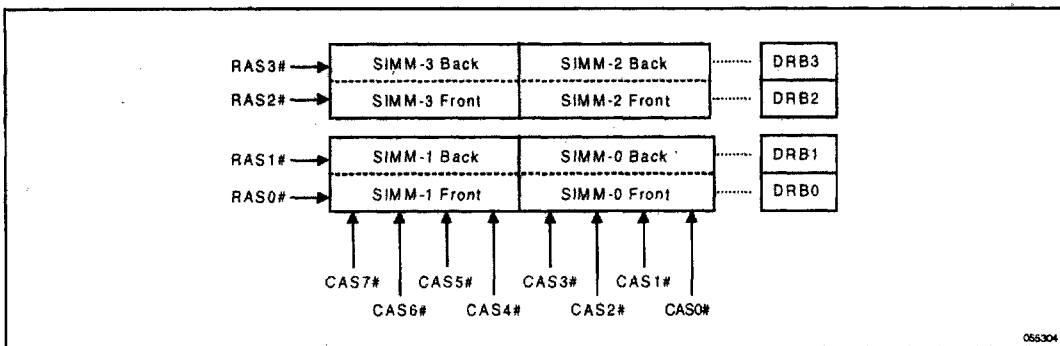 RAS3# SIMM-3 Back SIMM-2 Back DRB3
RAS2# SIMM-3 Front SIMM-2 Front DRB2
RAS1# SIMM-1 Back SIMM-0 Back DRB1
RAS0# SIMM-1 Front SIMM-0 Front DRB0
CAS7# CAS5# CAS3# CAS1#
CAS6# CAS4# CAS2# CAS0#
055304